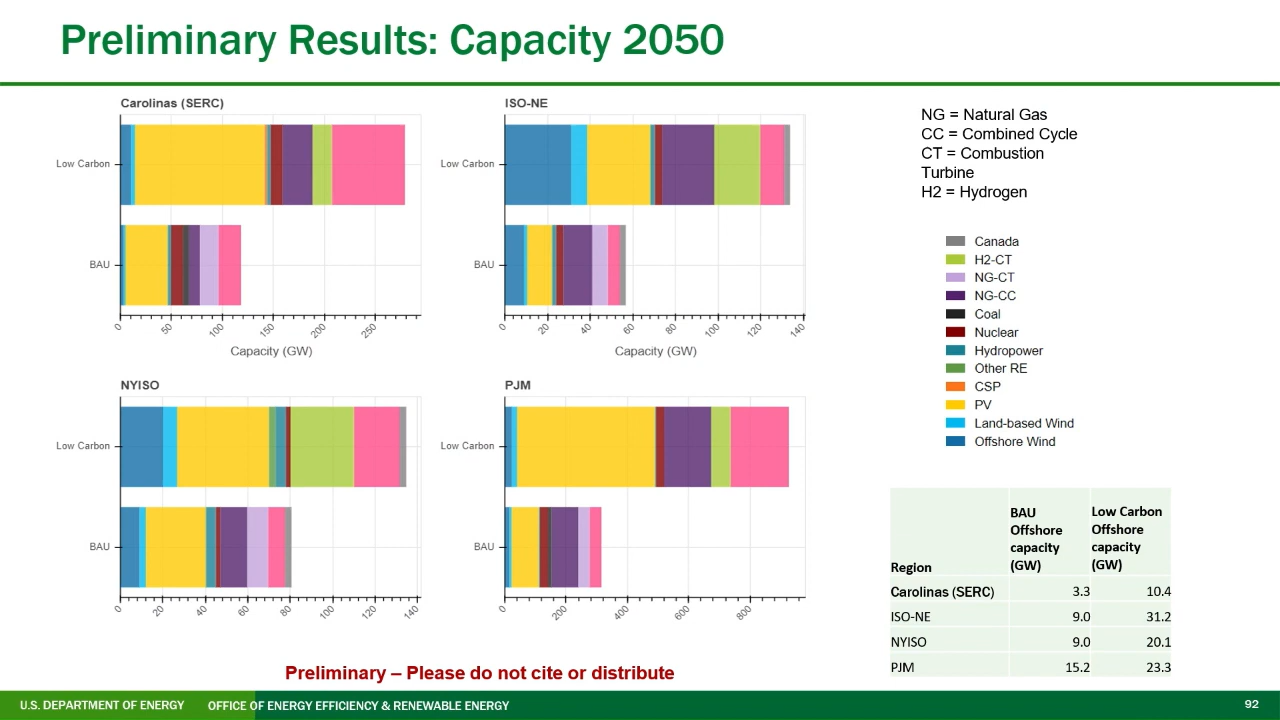 Preliminary Results: Capacity 2050
Carolinas (SERC)
Low Carbon
BAU
0 50 100 150 200 250
Capacity (GW)
ISO-NE
Low Carbon
BAU
0 20 40 60 80 100 120 140
Capacity (GW)
NYISO
Low Carbon
BAU
0 20 40 60 80 100 120 140
PJM
Low Carbon
BAU
0 200 400 600 800
NG = Natural Gas
CC = Combined Cycle
CT = Combustion
Turbine
H2 = Hydrogen
Canada
H2-CT
NG-CT
NG-CC
Coal
Nuclear
Hydropower
Other RE
CSP
PV
Land-based Wind
Offshore Wind
Region
BAU
Offshore
capacity
(GW)
Low Carbon
Offshore
capacity
(GW)
Carolinas (SERC) 3.3 10.4
ISO-NE 9.0 31.2
NYISO 9.0 20.1
PJM 15.2 23.3
Preliminary – Please do not cite or distribute
U.S. DEPARTMENT OF ENERGY OFFICE OF ENERGY EFFICIENCY & RENEWABLE ENERGY 92